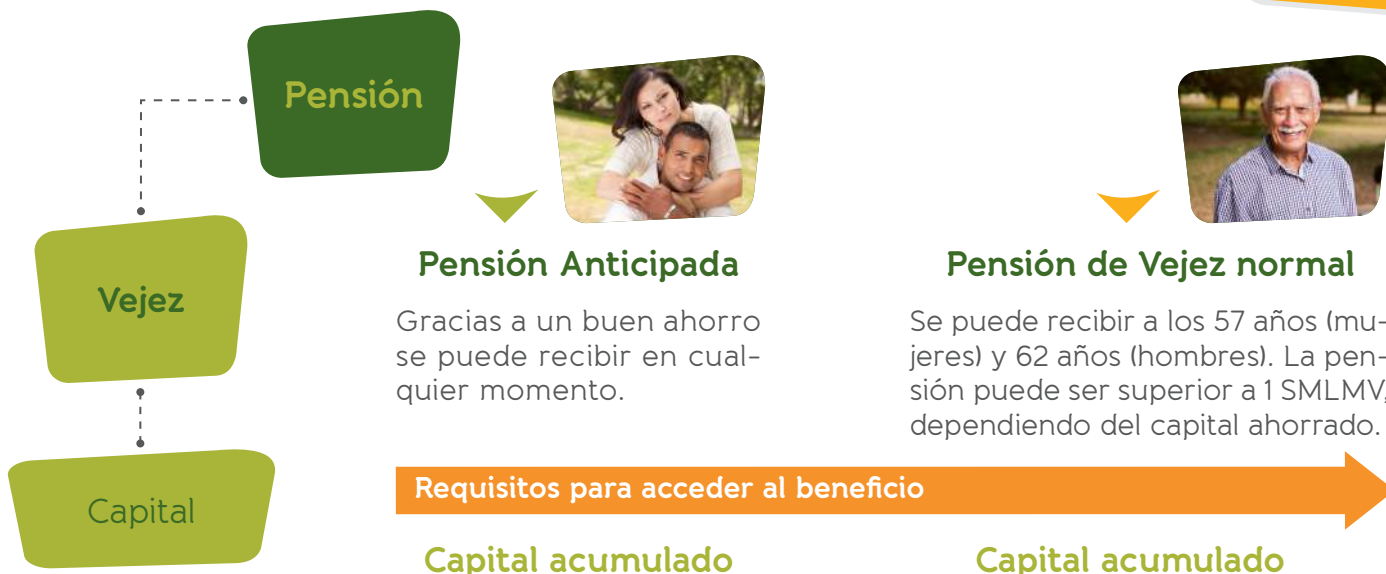 Pensión
Vejez
Capital
Pensión Anticipada
Gracias a un buen ahorro
se puede recibir en cual-
quier momento.
Pensión de Vejez normal
Se puede recibir a los 57 años (mu-
jeres) y 62 años (hombres). La pen-
sión puede ser superior a 1 SMLMV,
dependiendo del capital ahorrado.
Requisitos para acceder al beneficio
Capital acumulado
Capital acumulado